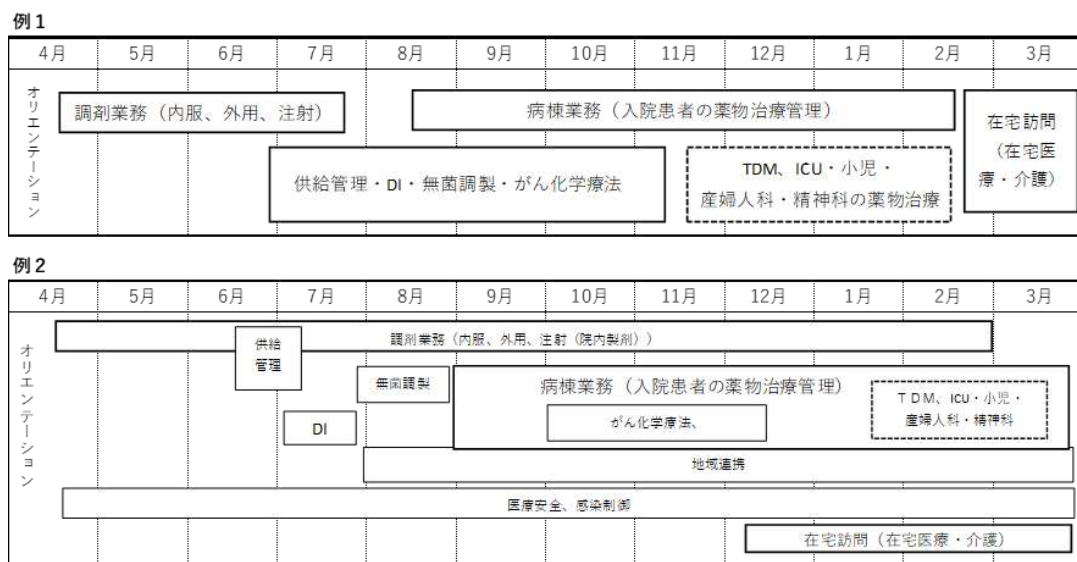 例1
4月 5月 6月 7月 8月 9月 10月 11月 12月 1月 2月 3月
オリエンテーション
調剤業務（内服、外用、注射）
病棟業務（入院患者の薬物治療管理）
在宅訪問
（在宅医
療・介護）
供給管理・DI・無菌調製・がん化学療法
TDM、ICU・小児・
産婦人科・精神科の薬物治療
例2
4月 5月 6月 7月 8月 9月 10月 11月 12月 1月 2月 3月
オリエンテーション
調剤業務（内服、外用、注射（院内製剤））
供給
管理
無菌調製
病棟業務（入院患者の薬物治療管理）
ＴＤＭ、ICU・小児・
産婦人科・精神科
DI
がん化学療法、
地域連携
医療安全、感染制御
在宅訪問（在宅医療・介護）